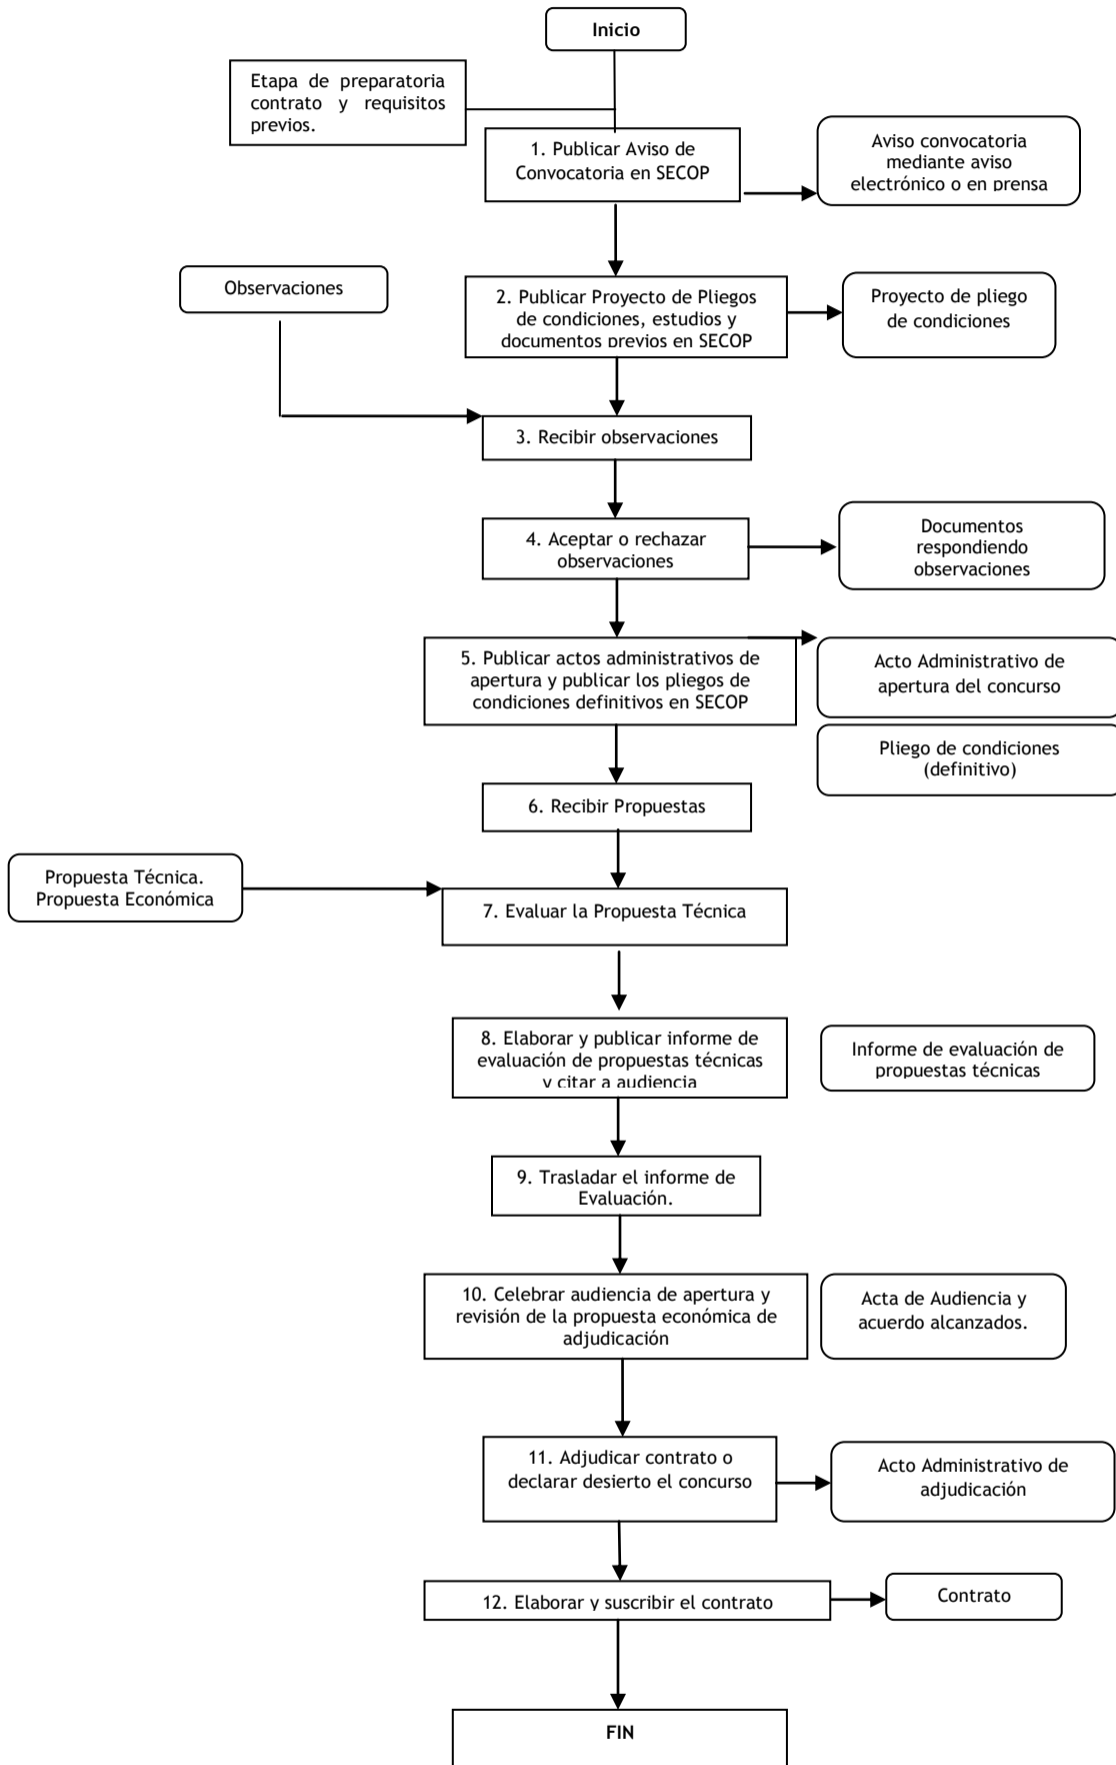 Inicio
Etapa de preparatoria
contrato y requisitos
previos.
1. Publicar Aviso de
Convocatoria en SECOP
Aviso convocatoria
mediante aviso
electrónico o en prensa
Observaciones
2. Publicar Proyecto de Pliegos
de condiciones, estudios y
documentos previos en SECOP
Proyecto de pliego
de condiciones
3. Recibir observaciones
4. Aceptar o rechazar
observaciones
Documentos
respondiendo
observaciones
5. Publicar actos administrativos de
apertura y publicar los pliegos de
condiciones definitivos en SECOP
Acto Administrativo de
apertura del concurso
Pliego de condiciones
(definitivo)
6. Recibir Propuestas
Propuesta Técnica.
Propuesta Económica
7. Evaluar la Propuesta Técnica
8. Elaborar y publicar informe de
evaluación de propuestas técnicas
y citar a audiencia
Informe de evaluación de
propuestas técnicas
9. Trasladar el informe de
Evaluación.
10. Celebrar audiencia de apertura y
revisión de la propuesta económica de
adjudicación
Acta de Audiencia y
acuerdo alcanzados.
11. Adjudicar contrato o
declarar desierto el concurso
Acto Administrativo de
adjudicación
12. Elaborar y suscribir el contrato
Contrato
FIN